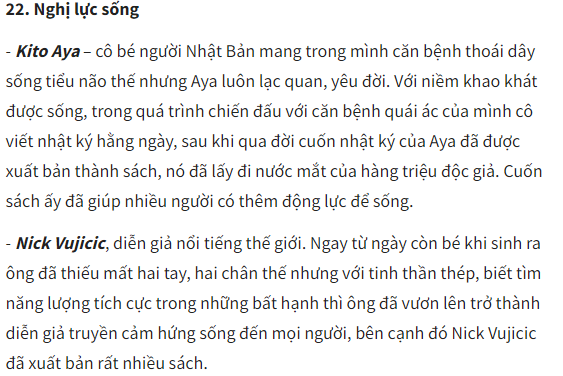 22. Nghị lực sống
- Kito Aya – cô bé người Nhật Bản mang trong mình căn bệnh thoái dây
sống tiểu não thế nhưng Aya luôn lạc quan, yêu đời. Với niềm khao khát
được sống, trong quá trình chiến đấu với căn bệnh quái ác của mình cô
viết nhật ký hằng ngày, sau khi qua đời cuốn nhật ký của Aya đã được
xuất bản thành sách, nó đã lấy đi nước mắt của hàng triệu độc giả. Cuốn
sách ấy đã giúp nhiều người có thêm động lực để sống.
- Nick Vujicic, diễn giả nổi tiếng thế giới. Ngay từ ngày còn bé khi sinh ra
ông đã thiếu mất hai tay, hai chân thế nhưng với tinh thần thép, biết tìm
năng lượng tích cực trong những bất hạnh thì ông đã vươn lên trở thành
diễn giả truyền cảm hứng sống đến mọi người, bên cạnh đó Nick Vujicic
đã xuất bản rất nhiều sách.